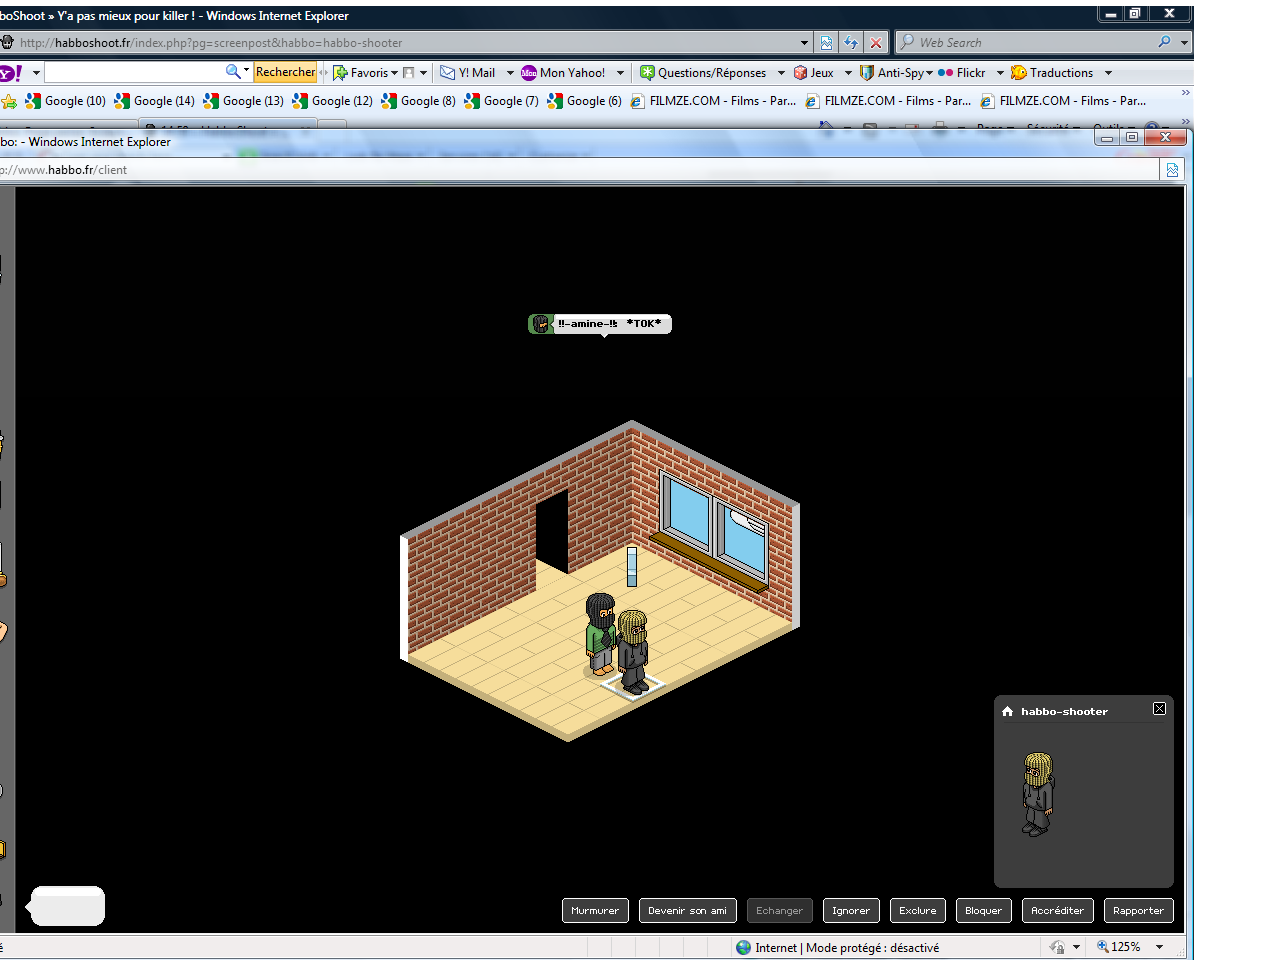 boShoot » Y'a pas mieux pour killer ! - Windows Internet Explorer
http://habboshoot.fr/index.php?pg=screenpost&habbo=habbo-shooter
Web Search
Y! Rechercher Favoris Y! Mail Mon Mon Yahoo! Questions/Réponses Jeux Anti-Spy Flickr Traductions
Google (10) Google (14) Google (13) Google (12) Google (8) Google (7) Google (6) FILMZE.COM - Films - Par... FILMZE.COM - Films - Par... FILMZE.COM - Films - Par...
bo: - Windows Internet Explorer
p://www.habbo.fr/client
!!-amine-!!: *TOK*
habbo-shooter
Murmurer Devenir son ami Echanger Ignorer Exclure Bloquer Accréditer Rapporter
é Internet | Mode protégé : désactivé 125%